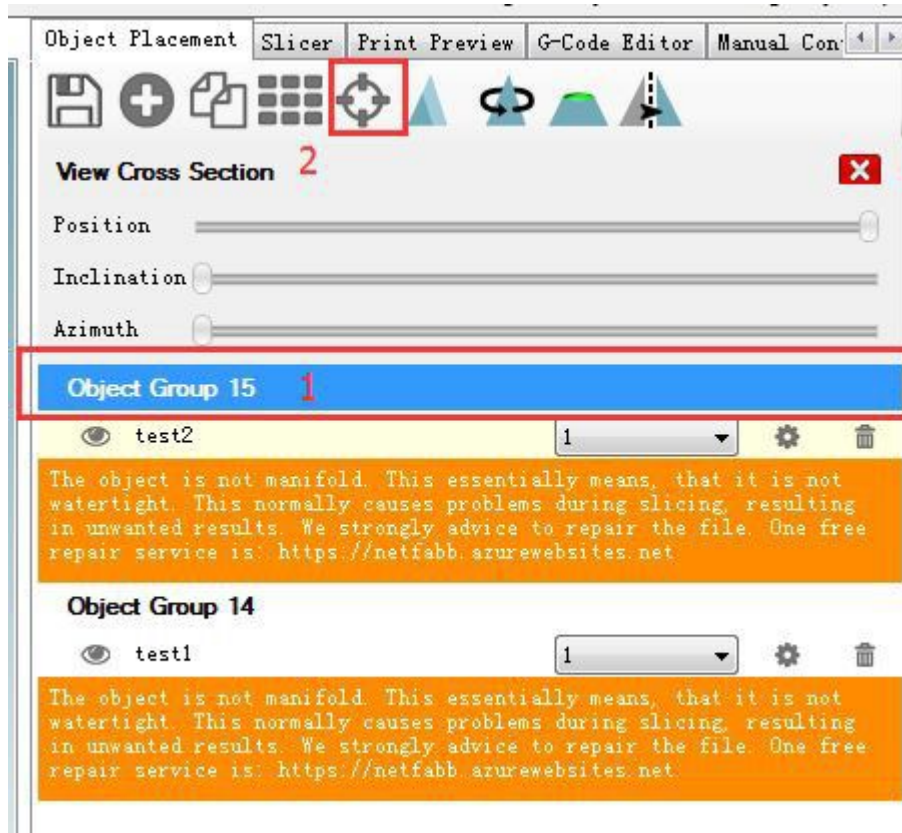 Object Placement Slicer Print Preview G-Code Editor Manual Con
View Cross Section 2
Position
Inclination
Azimuth
Object Group 15 1
test2 1
The object is not manifold. This essentially means, that it is not
watertight. This normally causes problems during slicing, resulting
in unwanted results. We strongly advice to repair the file. One free
repair service is: https://netfabb.azurewebsites.net
Object Group 14
test1 1
The object is not manifold. This essentially means, that it is not
watertight. This normally causes problems during slicing, resulting
in unwanted results. We strongly advice to repair the file. One free
repair service is: https://netfabb.azurewebsites.net